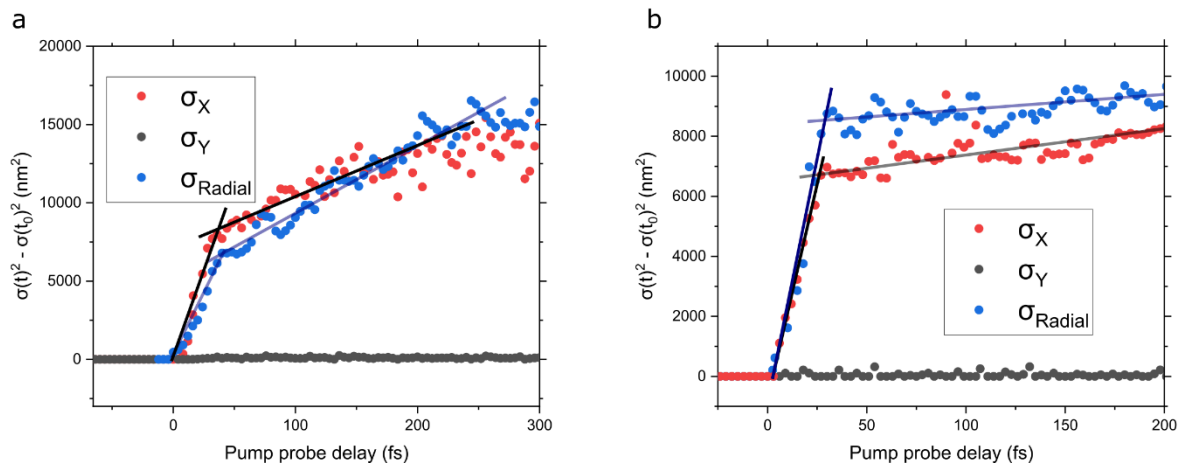 a
20000
15000
10000
5000
0
σ(t)² - σ(t₀)² (nm²)
σX
σY
σRadial
0
100
200
300
Pump probe delay (fs)
b
10000
8000
6000
4000
2000
0
σ(t)² - σ(t₀)² (nm²)
σX
σY
σRadial
0
50
100
150
200
Pump probe delay (fs)